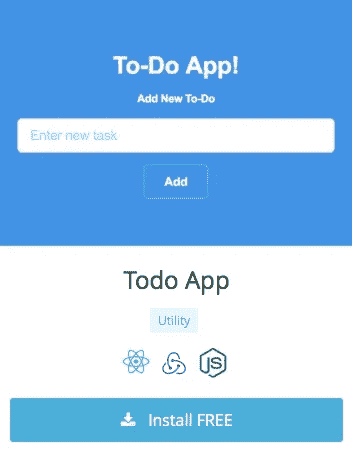 To-Do App!
Add New To-Do
Enter new task
Add
Todo App
Utility
JS
Install FREE